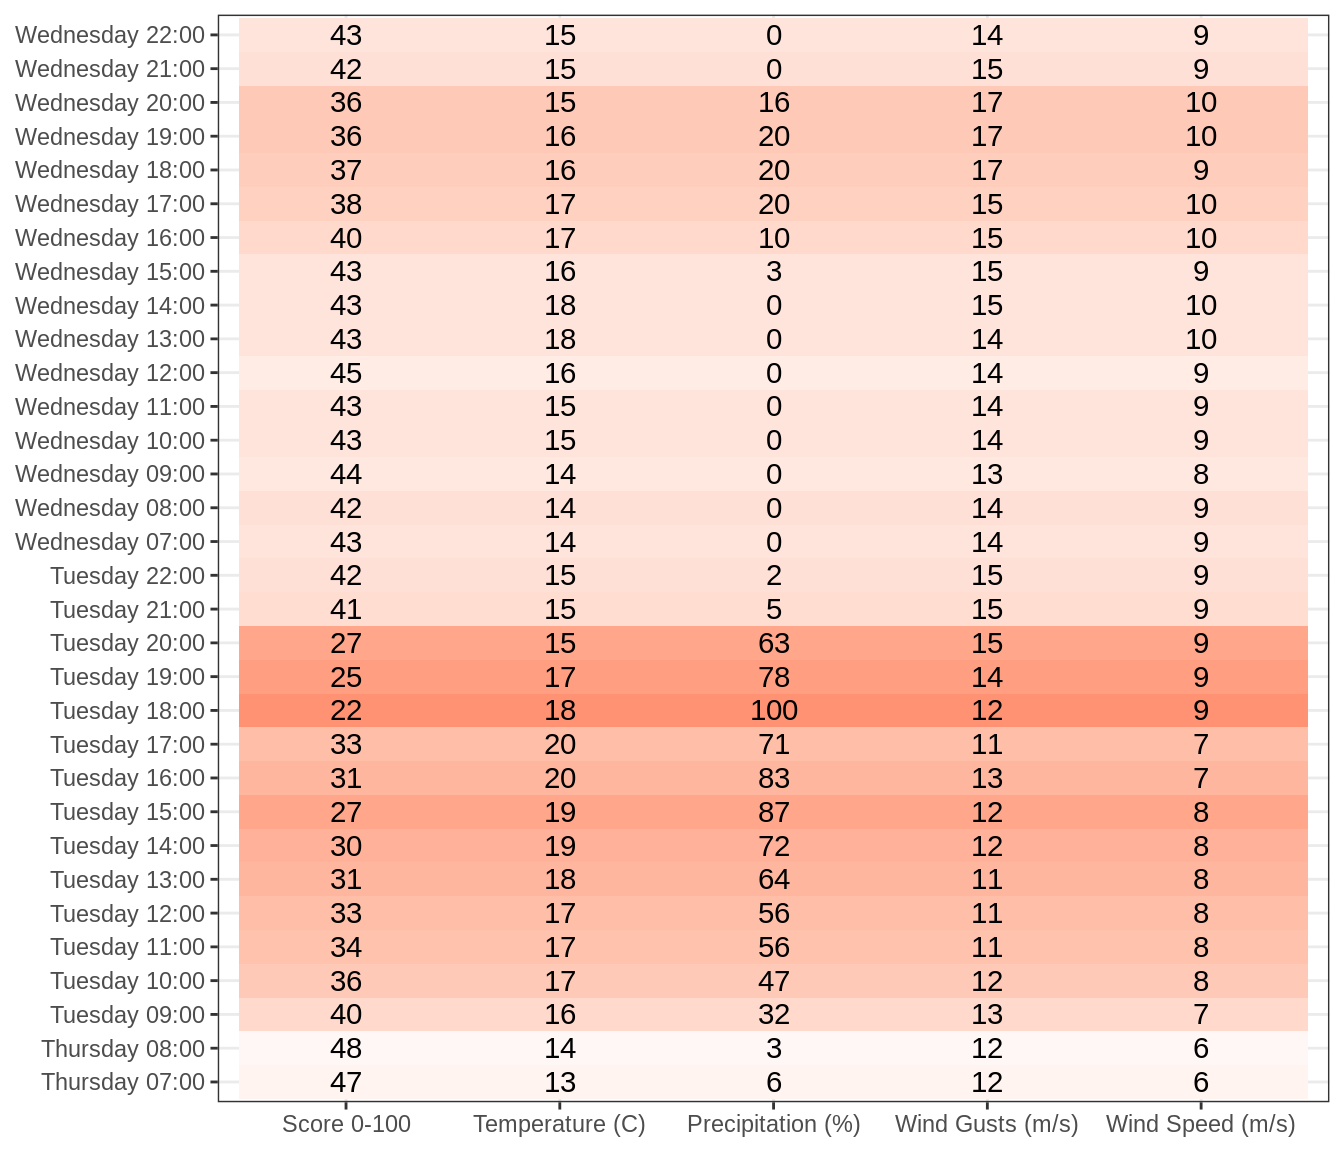 Wednesday 22:00 43 15 0 14 9
Wednesday 21:00 42 15 0 15 9
Wednesday 20:00 36 15 16 17 10
Wednesday 19:00 36 16 20 17 10
Wednesday 18:00 37 16 20 17 9
Wednesday 17:00 38 17 20 15 10
Wednesday 16:00 40 17 10 15 10
Wednesday 15:00 43 16 3 15 9
Wednesday 14:00 43 18 0 15 10
Wednesday 13:00 43 18 0 14 10
Wednesday 12:00 45 16 0 14 9
Wednesday 11:00 43 15 0 14 9
Wednesday 10:00 43 15 0 14 9
Wednesday 09:00 44 14 0 13 8
Wednesday 08:00 42 14 0 14 9
Wednesday 07:00 43 14 0 14 9
Tuesday 22:00 42 15 2 15 9
Tuesday 21:00 41 15 5 15 9
Tuesday 20:00 27 15 63 15 9
Tuesday 19:00 25 17 78 14 9
Tuesday 18:00 22 18 100 12 9
Tuesday 17:00 33 20 71 11 7
Tuesday 16:00 31 20 83 13 7
Tuesday 15:00 27 19 87 12 8
Tuesday 14:00 30 19 72 12 8
Tuesday 13:00 31 18 64 11 8
Tuesday 12:00 33 17 56 11 8
Tuesday 11:00 34 17 56 11 8
Tuesday 10:00 36 17 47 12 8
Tuesday 09:00 40 16 32 13 7
Thursday 08:00 48 14 3 12 6
Thursday 07:00 47 13 6 12 6
Score 0-100 Temperature (C) Precipitation (%) Wind Gusts (m/s) Wind Speed (m/s)